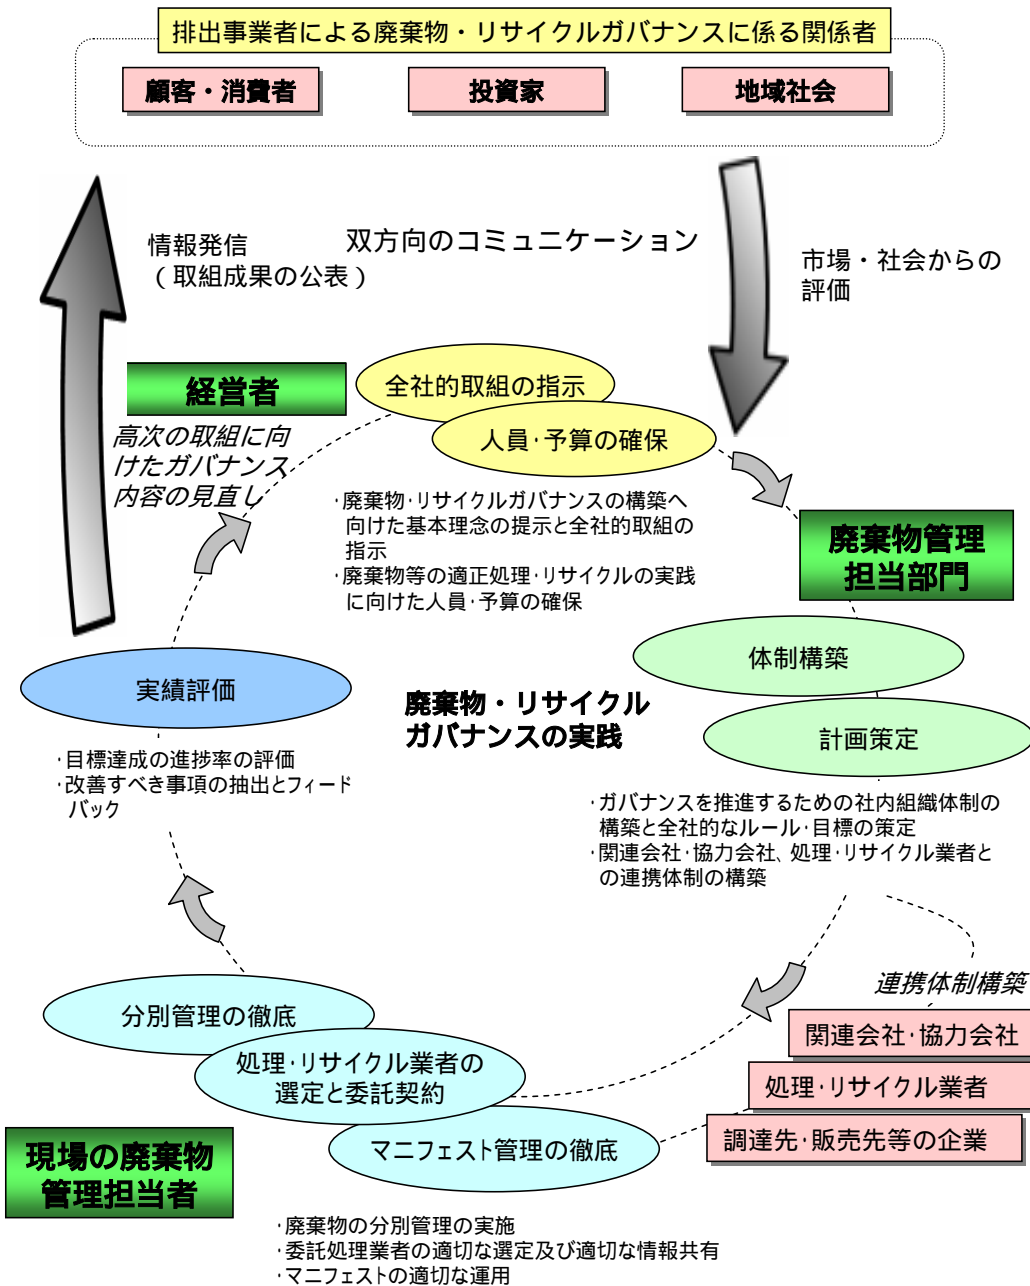 排出事業者による廃棄物・リサイクルガバナンスに係る関係者
顧客・消費者
投資家
地域社会
情報発信
（取組成果の公表）
双方向のコミュニケーション
市場・社会からの
評価
経営者
全社的取組の指示
人員・予算の確保
高次の取組に向
けたガバナンス
内容の見直し
・廃棄物・リサイクルガバナンスの構築へ
向けた基本理念の提示と全社的取組の
指示
・廃棄物等の適正処理・リサイクルの実践
に向けた人員・予算の確保
廃棄物管理
担当部門
体制構築
計画策定
実績評価
廃棄物・リサイクル
ガバナンスの実践
・目標達成の進捗率の評価
・改善すべき事項の抽出とフィード
バック
・ガバナンスを推進するための社内組織体制の
構築と全社的なルール・目標の策定
・関連会社・協力会社、処理・リサイクル業者と
の連携体制の構築
連携体制構築
関連会社・協力会社
処理・リサイクル業者
調達先・販売先等の企業
分別管理の徹底
処理・リサイクル業者の
選定と委託契約
マニフェスト管理の徹底
現場の廃棄物
管理担当者
・廃棄物の分別管理の実施
・委託処理業者の適切な選定及び適切な情報共有
・マニフェストの適切な運用